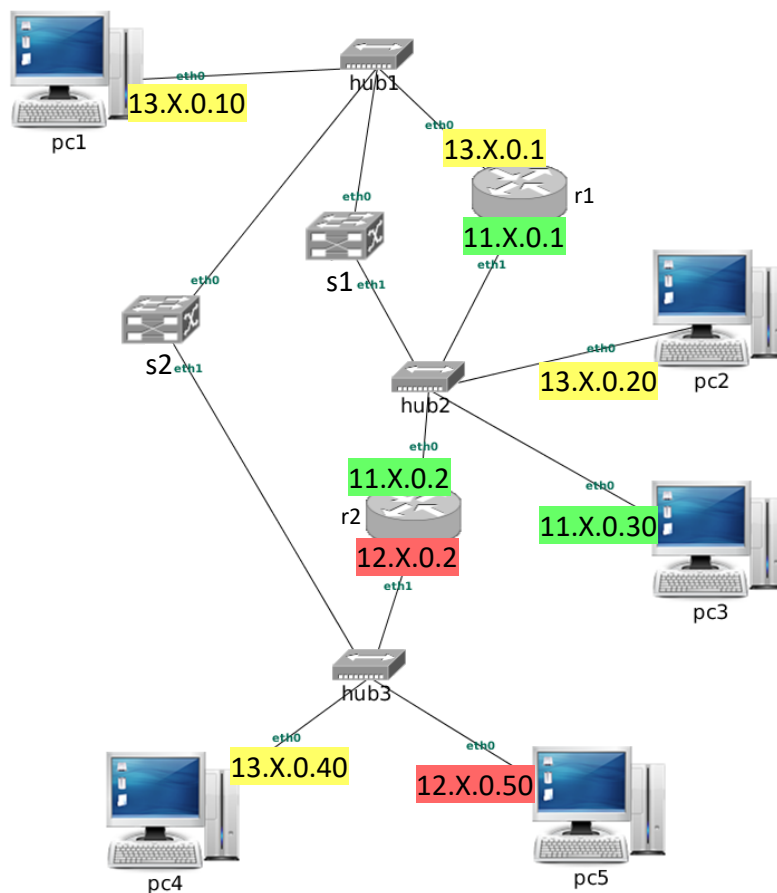 eth0
hub1
13.X.0.10
pc1
eth0
13.X.0.1
r1
eth0
11.X.0.1
s1
eth1
eth1
eth0
s2
eth1
eth0
13.X.0.20
pc2
hub2
eth0
11.X.0.2
r2
12.X.0.2
eth1
eth0
11.X.0.30
pc3
hub3
eth0
13.X.0.40
pc4
eth0
12.X.0.50
pc5